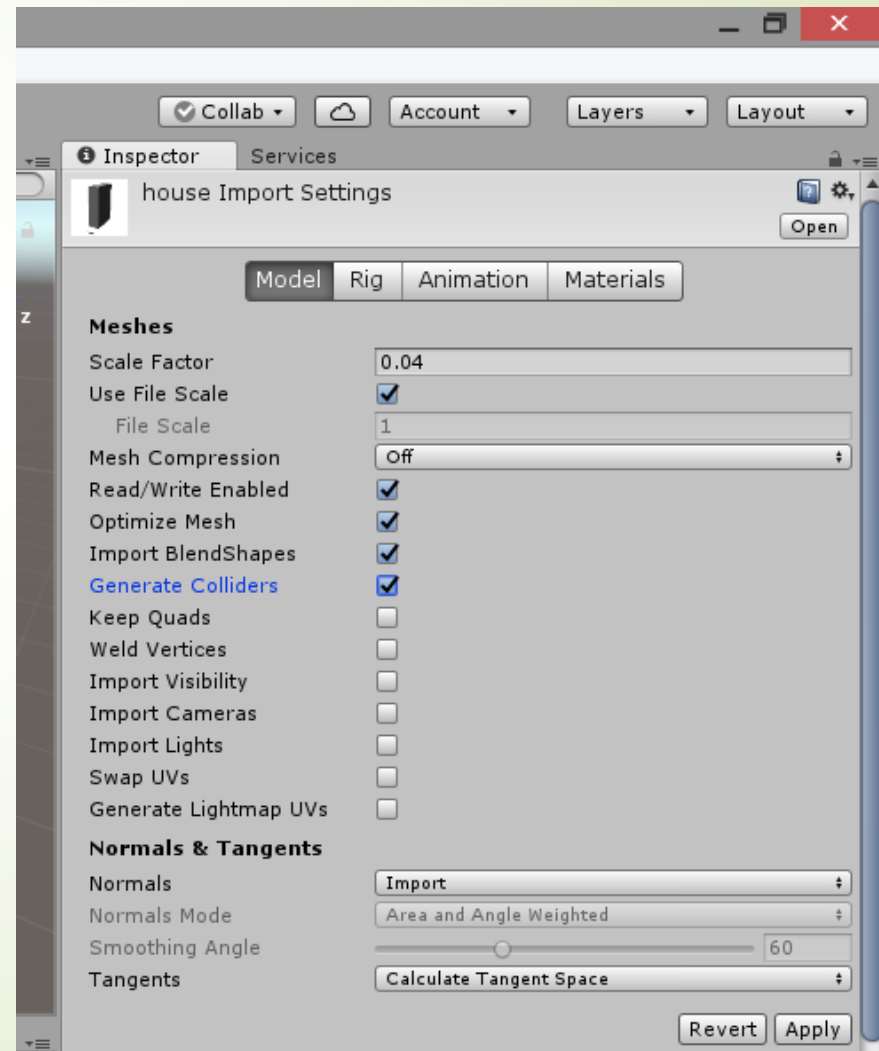 Collab Account Layers Layout
Inspector Services
house Import Settings
Open
Model Rig Animation Materials
z
Meshes
Scale Factor 0.04
Use File Scale
File Scale 1
Mesh Compression Off
Read/Write Enabled
Optimize Mesh
Import BlendShapes
Generate Colliders
Keep Quads
Weld Vertices
Import Visibility
Import Cameras
Import Lights
Swap UVs
Generate Lightmap UVs
Normals & Tangents
Normals Import
Normals Mode Area and Angle Weighted
Smoothing Angle 60
Tangents Calculate Tangent Space
Revert Apply